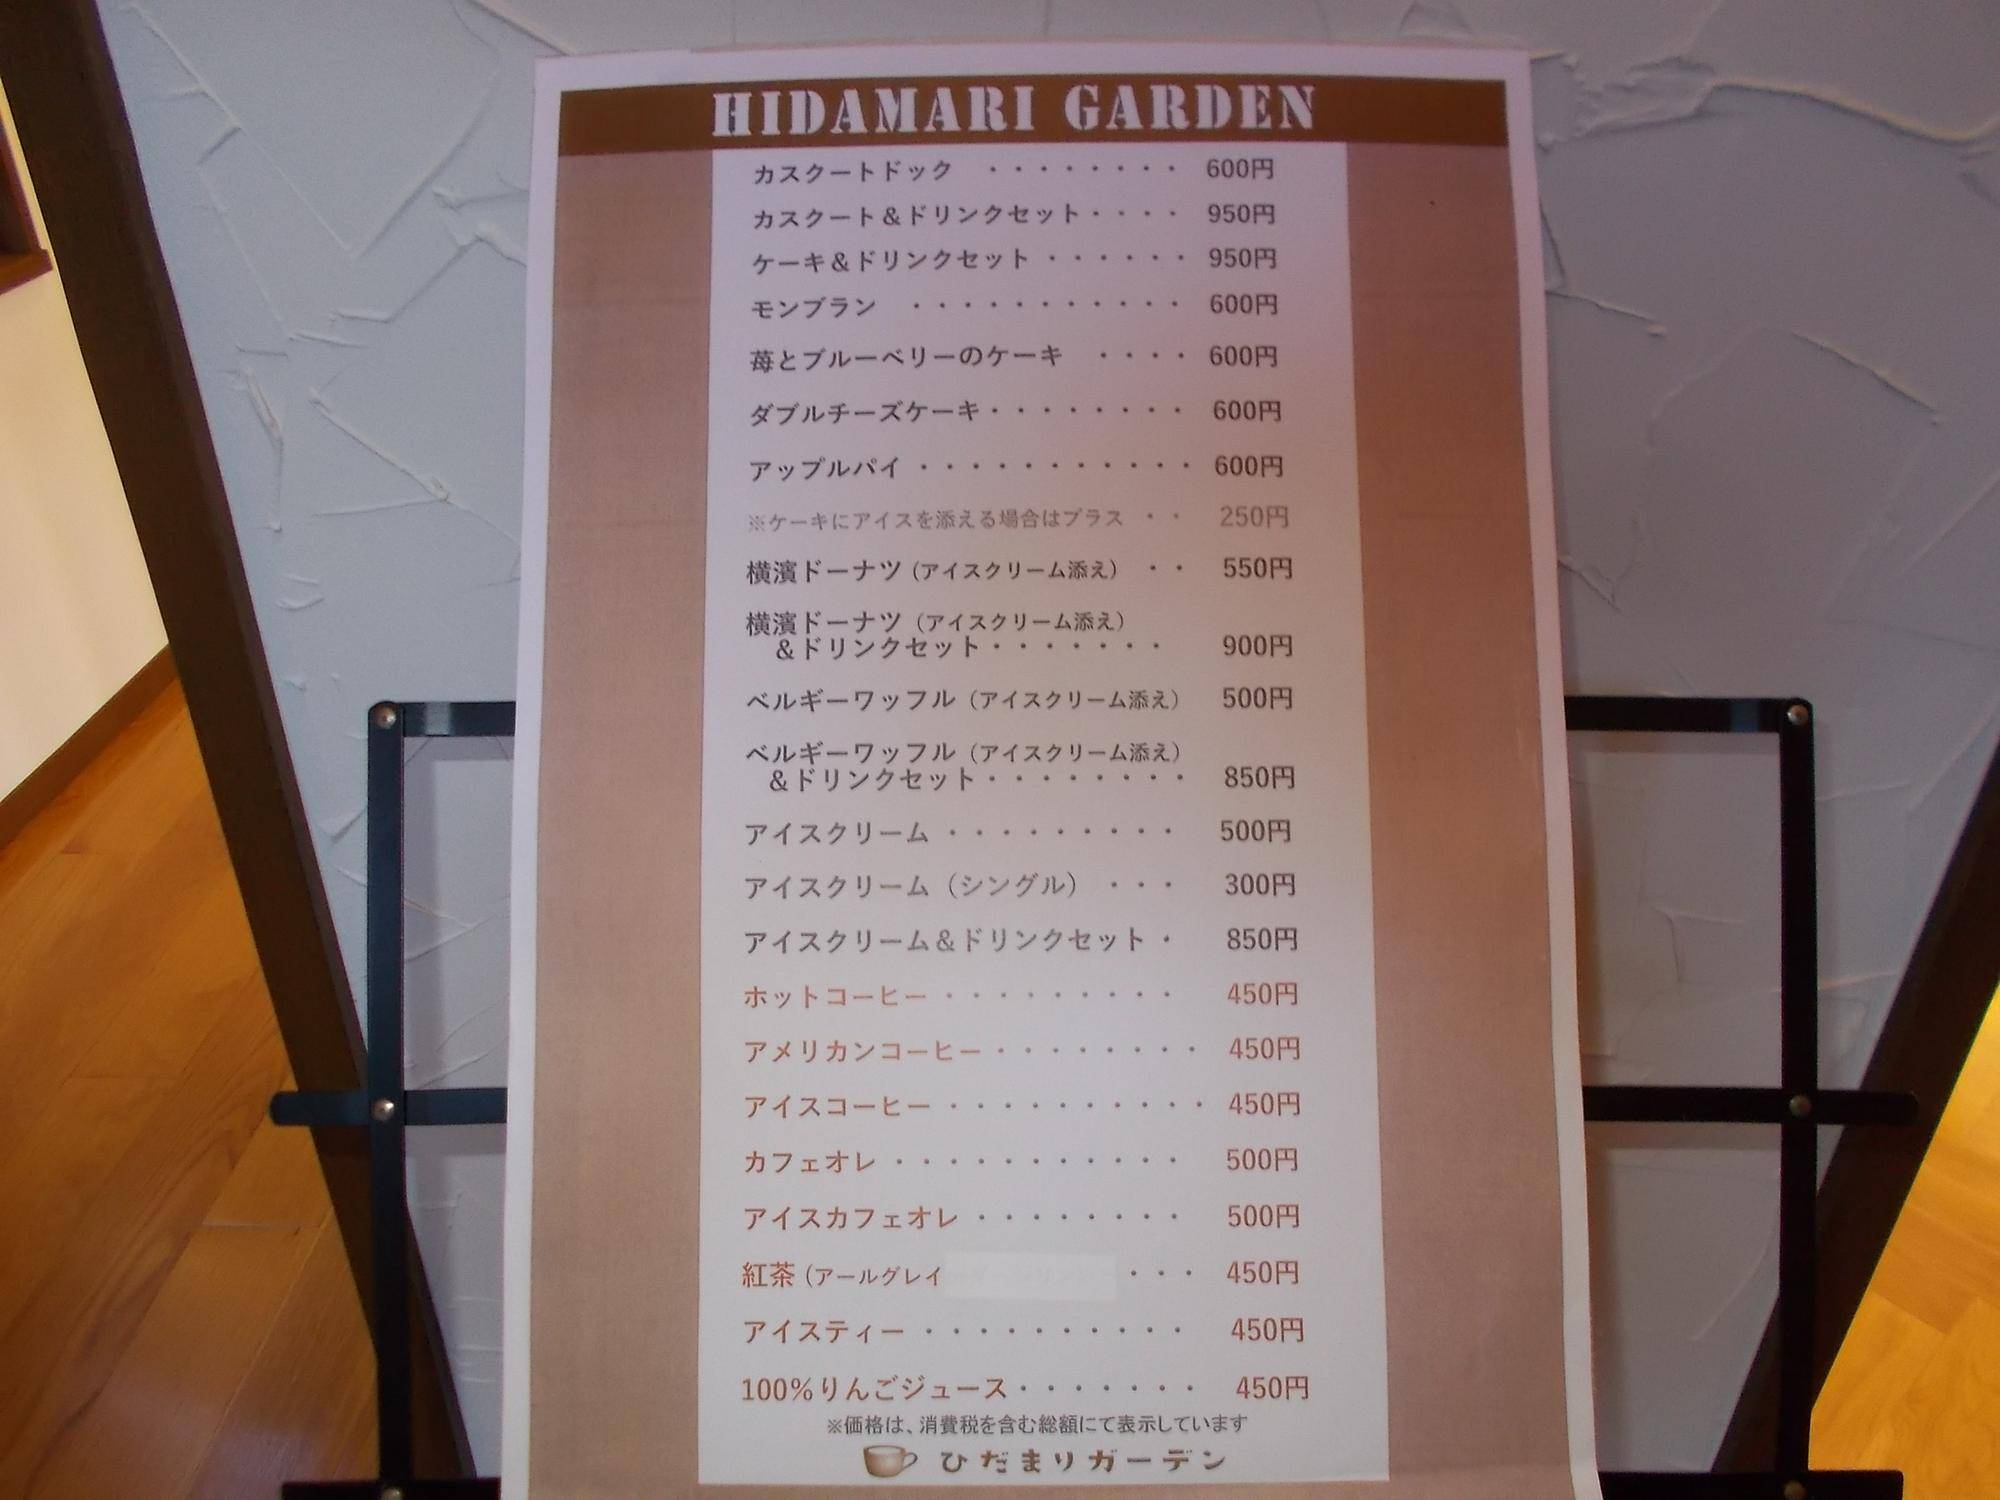 HIDAMARI GARDEN
カスクートドック ・・・・・・・・ 600円
カスクート＆ドリンクセット・・・・ 950円
ケーキ＆ドリンクセット ・・・・・・ 950円
モンブラン ・・・・・・・・・・・ 600円
苺とブルーベリーのケーキ ・・・・ 600円
ダブルチーズケーキ・・・・・・・・ 600円
アップルパイ ・・・・・・・・・・・ 600円
※ケーキにアイスを添える場合はプラス ・・ 250円
横濱ドーナツ (アイスクリーム添え) ・・ 550円
横濱ドーナツ (アイスクリーム添え)
＆ドリンクセット・・・・・・・ 900円
ベルギーワッフル (アイスクリーム添え) 500円
ベルギーワッフル (アイスクリーム添え)
＆ドリンクセット・・・・・・・・ 850円
アイスクリーム ・・・・・・・・・ 500円
アイスクリーム (シングル) ・・・ 300円
アイスクリーム＆ドリンクセット ・ 850円
ホットコーヒー ・・・・・・・・・ 450円
アメリカンコーヒー・・・・・・・・ 450円
アイスコーヒー ・・・・・・・・・・ 450円
カフェオレ ・・・・・・・・・・・ 500円
アイスカフェオレ ・・・・・・・・ 500円
紅茶 (アールグレイ ・・・ 450円
アイスティー ・・・・・・・・・・ 450円
100%りんごジュース・・・・・・・ 450円
※価格は、消費税を含む総額にて表示しています
ひだまりガーデン